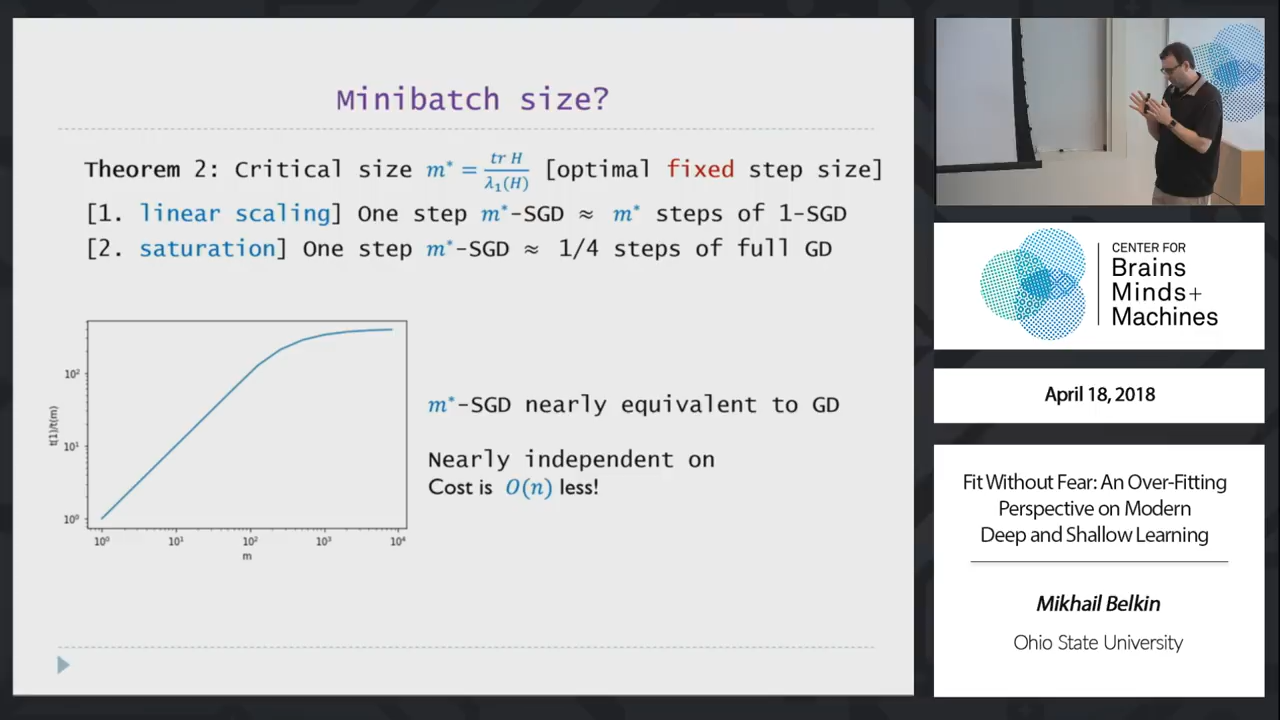 Minibatch size?
Theorem 2: Critical size m* = tr H / λ₁(H) [optimal fixed step size]
[1. linear scaling] One step m*-SGD ≈ m* steps of 1-SGD
[2. saturation] One step m*-SGD ≈ 1/4 steps of full GD
t(1)/t(m)
10²
10¹
10⁰
10⁰ 10¹ 10² 10³ 10⁴
m
m*-SGD nearly equivalent to GD
Nearly independent on
Cost is O(n) less!
CENTER FOR
Brains
Minds+
Machines
April 18, 2018
Fit Without Fear: An Over-Fitting
Perspective on Modern
Deep and Shallow Learning
Mikhail Belkin
Ohio State University